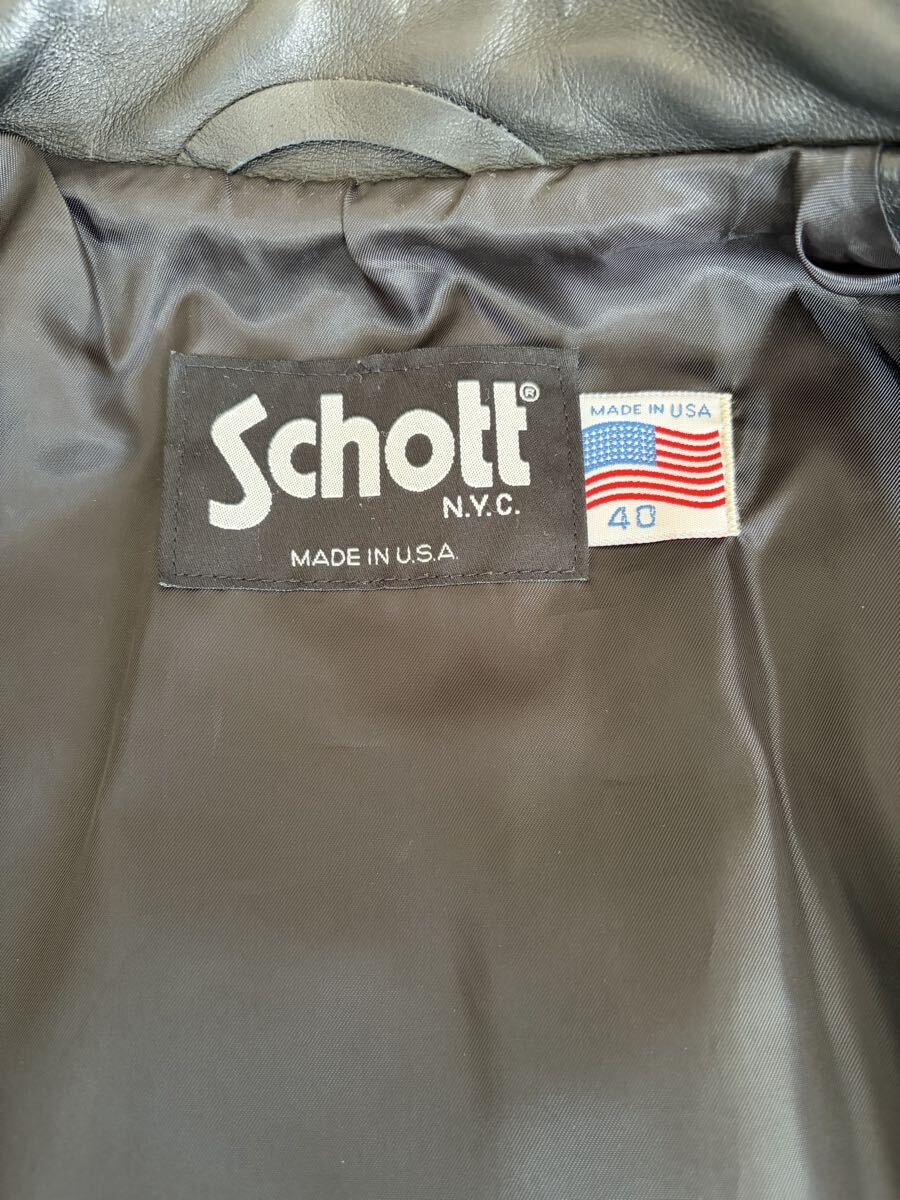 Schott®
N.Y.C.
MADE IN U.S.A.
MADE IN USA
40